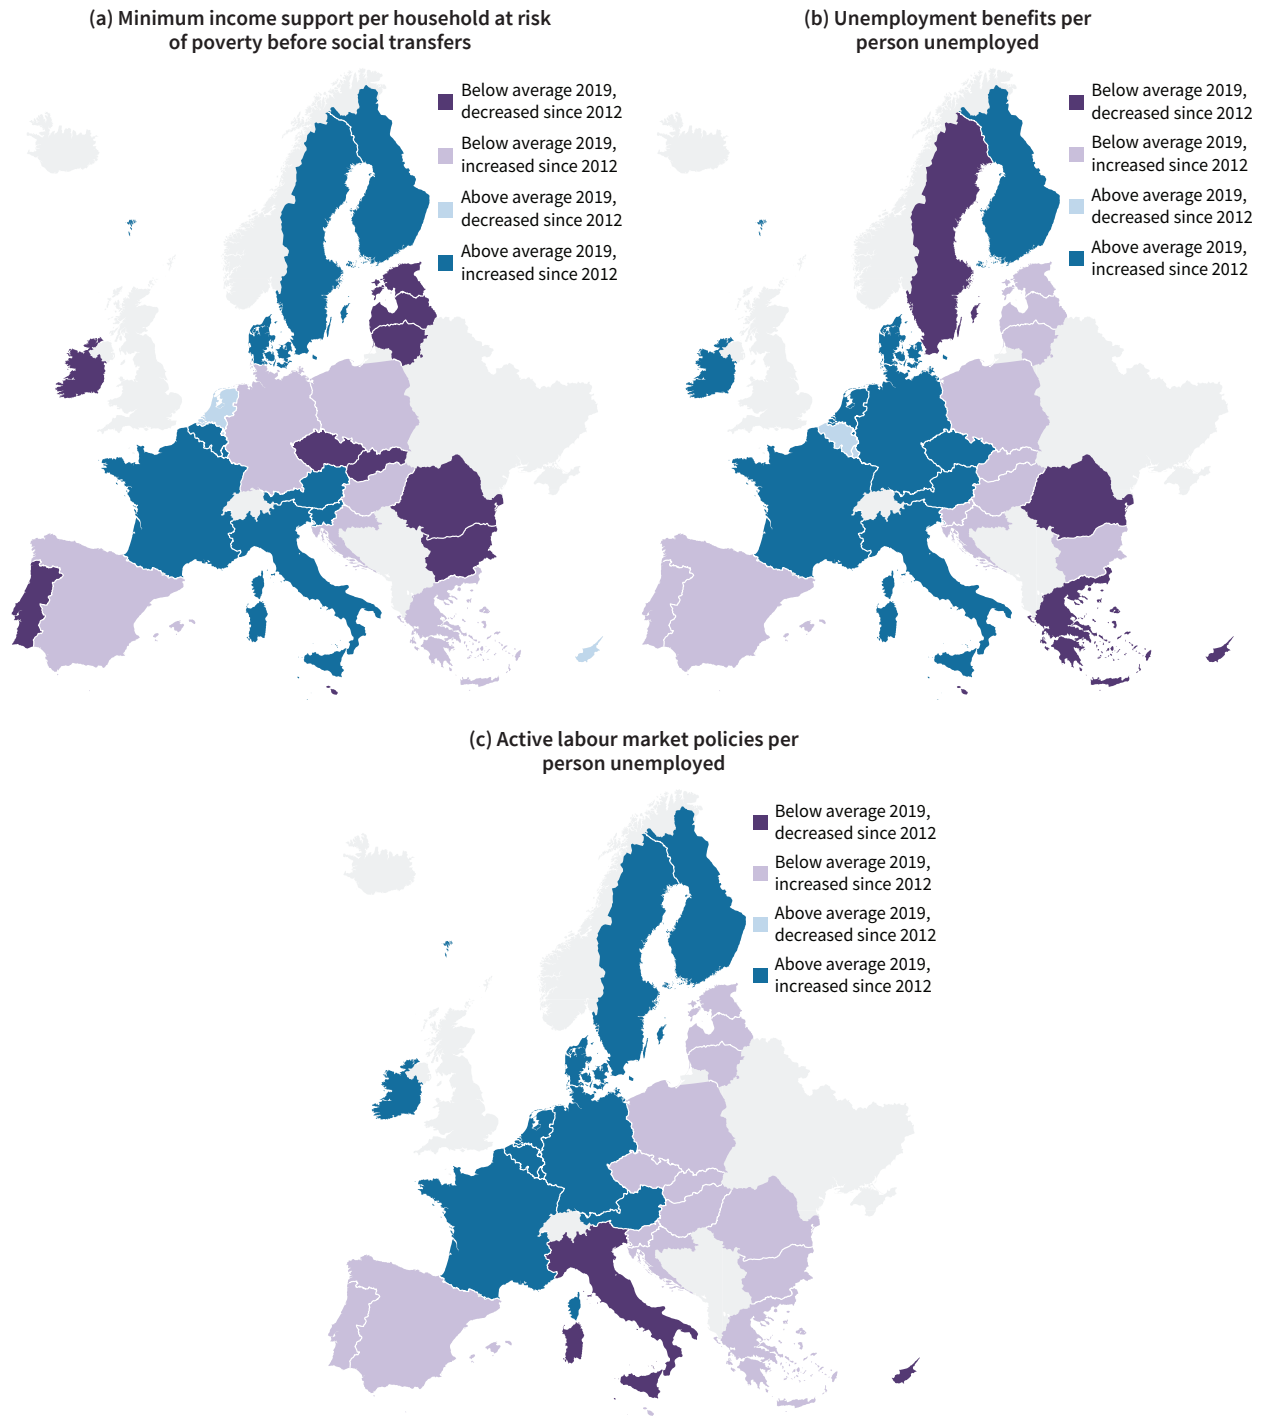 (a) Minimum income support per household at risk
of poverty before social transfers
Below average 2019,
decreased since 2012
Below average 2019,
increased since 2012
Above average 2019,
decreased since 2012
Above average 2019,
increased since 2012
(b) Unemployment benefits per
person unemployed
Below average 2019,
decreased since 2012
Below average 2019,
increased since 2012
Above average 2019,
decreased since 2012
Above average 2019,
increased since 2012
(c) Active labour market policies per
person unemployed
Below average 2019,
decreased since 2012
Below average 2019,
increased since 2012
Above average 2019,
decreased since 2012
Above average 2019,
increased since 2012